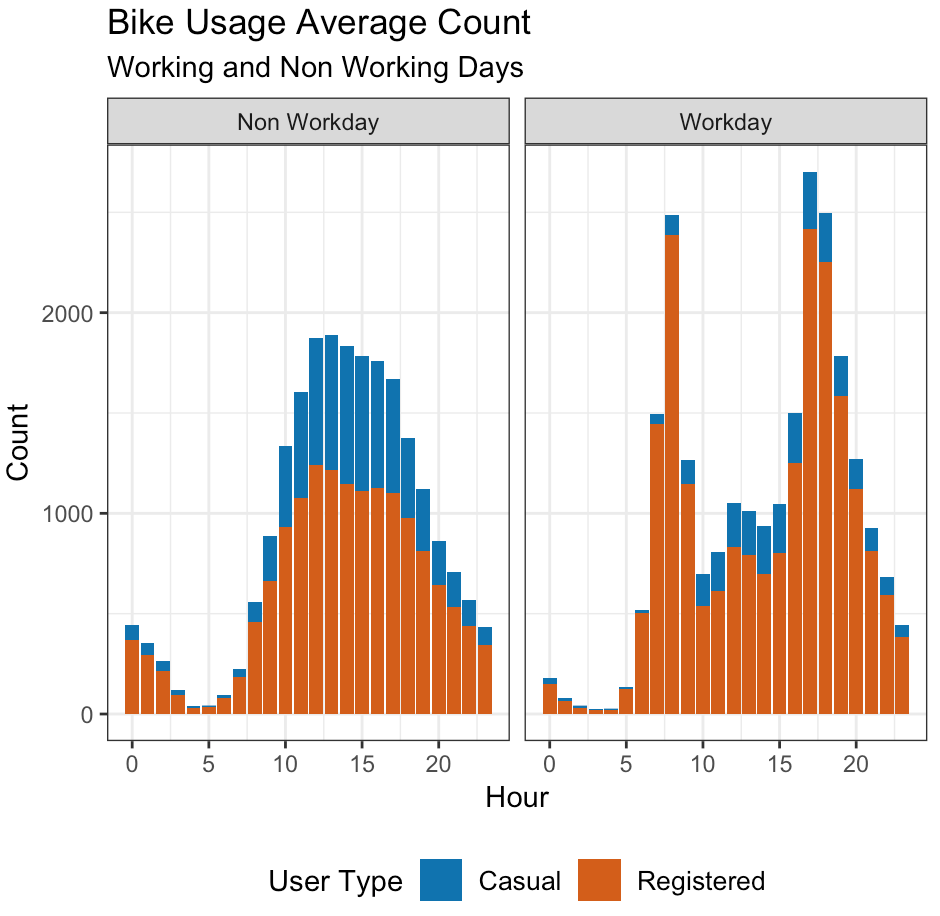 Bike Usage Average Count
Working and Non Working Days
Non Workday
Workday
Count
2000
1000
0
0 5 10 15 20
0 5 10 15 20
Hour
User Type Casual Registered